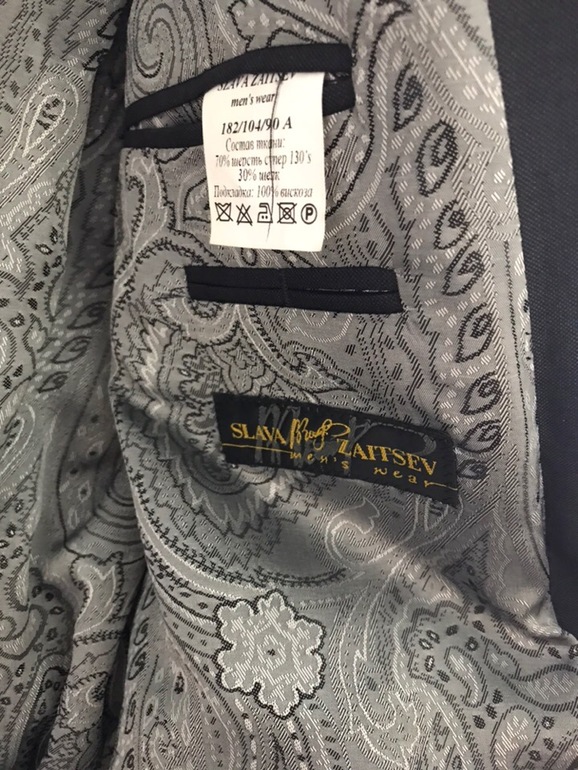 SLAVA ZAITSEV
men's wear
182/104/90 A
Состав ткани:
70% шерсть супер 130's
30% шелк
Подкладка: 100% вискоза
P
SLAVA ZAITSEV
men's wear